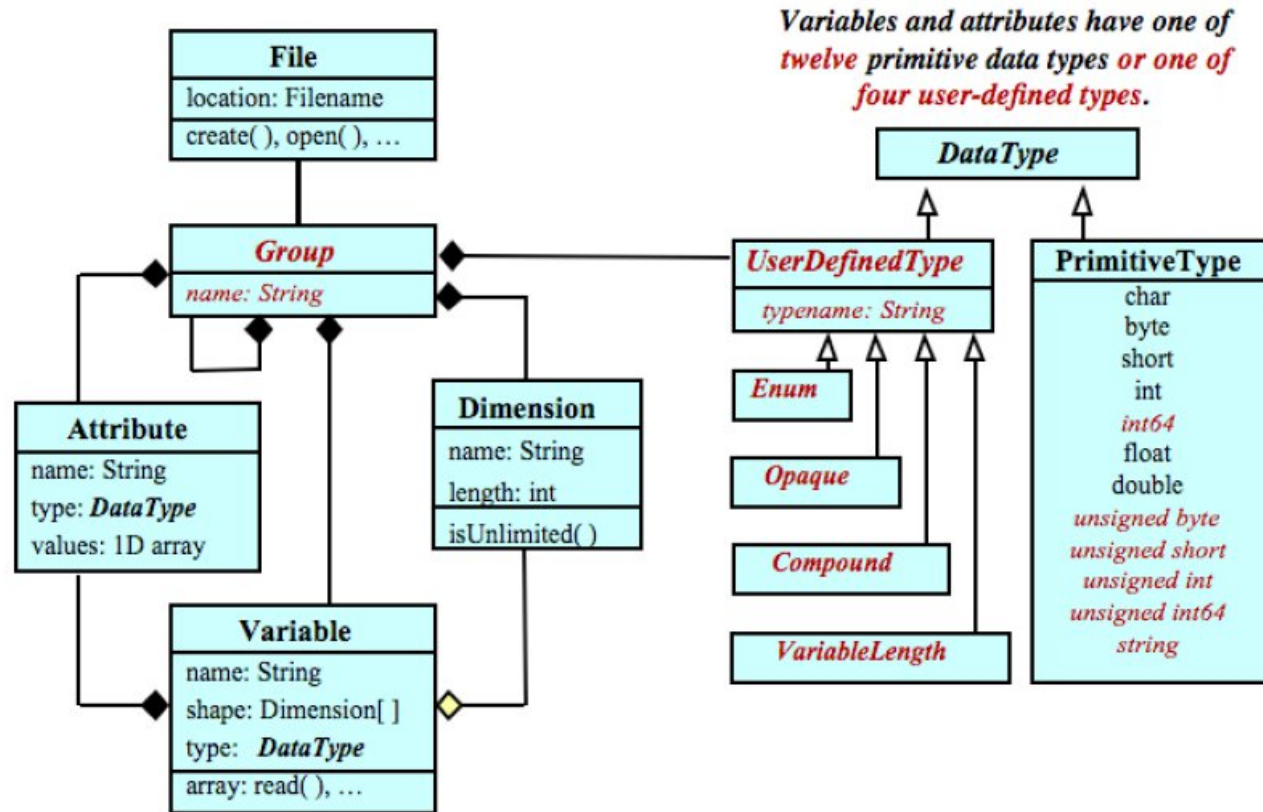 Variables and attributes have one of
twelve primitive data types or one of
four user-defined types.
File
location: Filename
create( ), open( ), …
DataType
Group
name: String
UserDefinedType
typename: String
PrimitiveType
char
byte
short
int
int64
float
double
unsigned byte
unsigned short
unsigned int
unsigned int64
string
Enum
Opaque
Compound
VariableLength
Attribute
name: String
type: DataType
values: 1D array
Dimension
name: String
length: int
isUnlimited( )
Variable
name: String
shape: Dimension[ ]
type: DataType
array: read( ), …